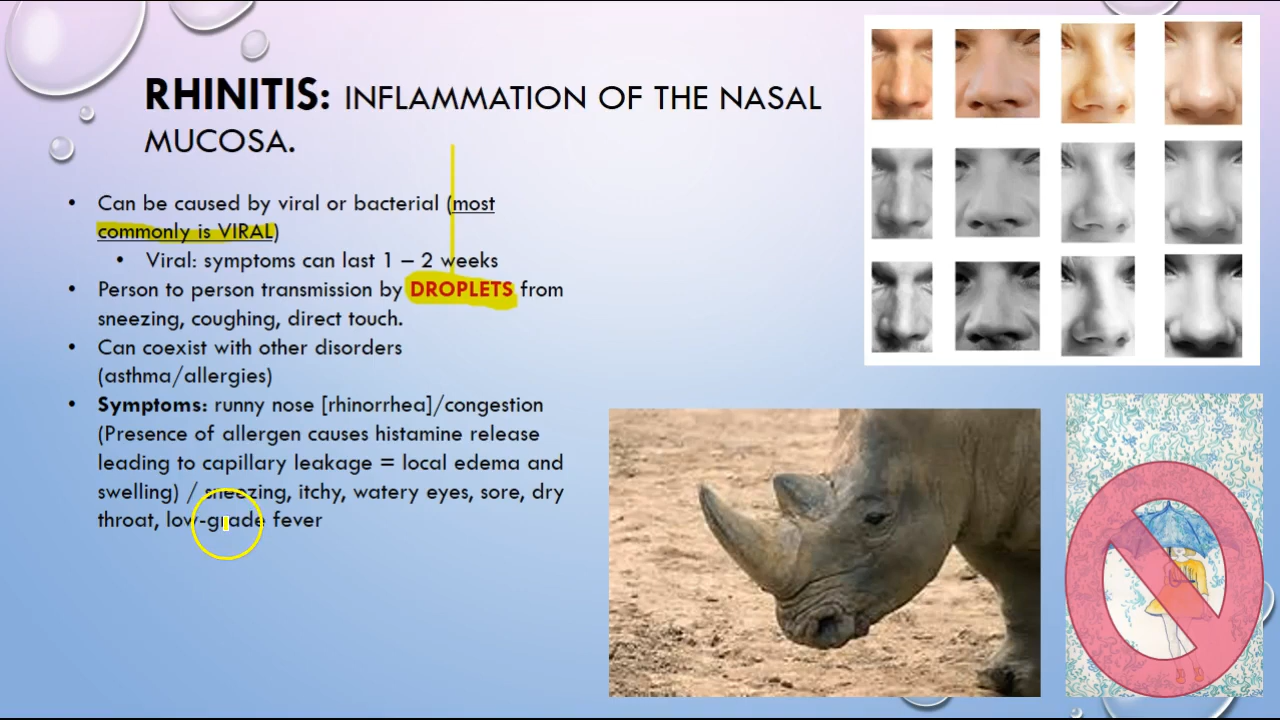 RHINITIS: INFLAMMATION OF THE NASAL
MUCOSA.
• Can be caused by viral or bacterial (most
commonly is VIRAL)
• Viral: symptoms can last 1 – 2 weeks
• Person to person transmission by DROPLETS from
sneezing, coughing, direct touch.
• Can coexist with other disorders
(asthma/allergies)
• Symptoms: runny nose [rhinorrhea]/congestion
(Presence of allergen causes histamine release
leading to capillary leakage = local edema and
swelling) / sneezing, itchy, watery eyes, sore, dry
throat, low-grade fever